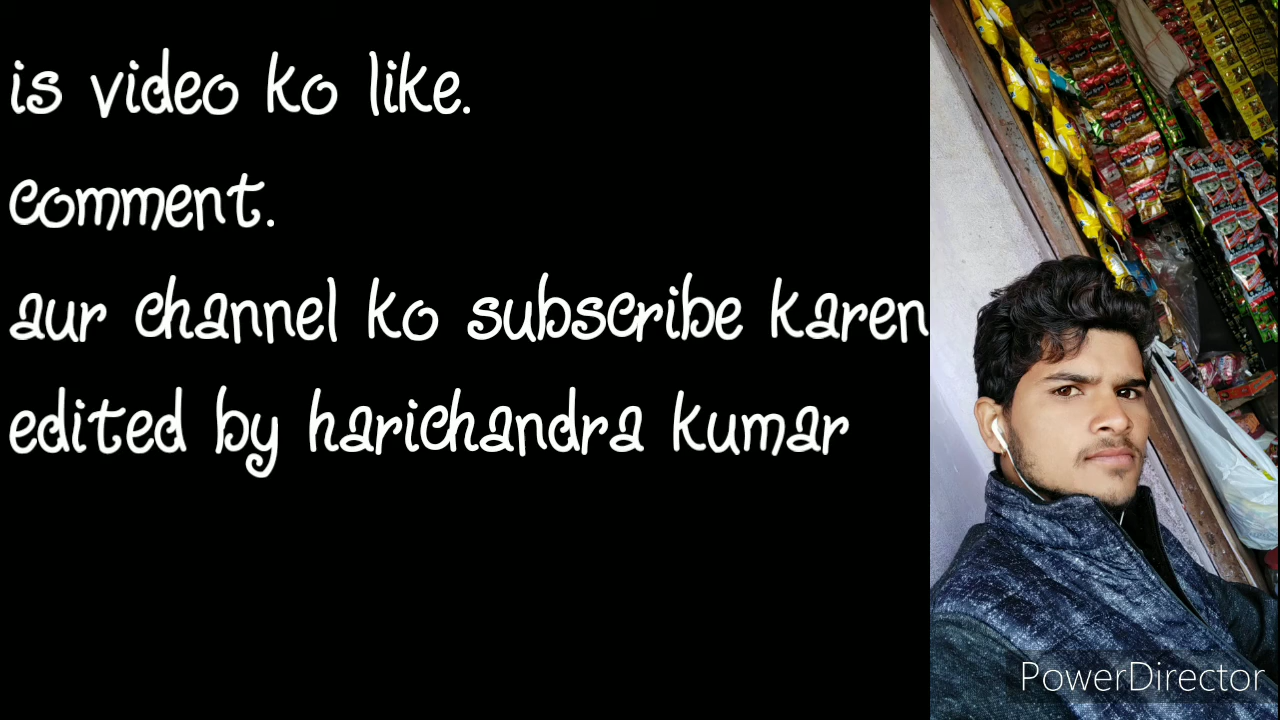 is video ko like.
comment.
aur channel ko subscribe karen
edited by harichandra kumar
PowerDirector